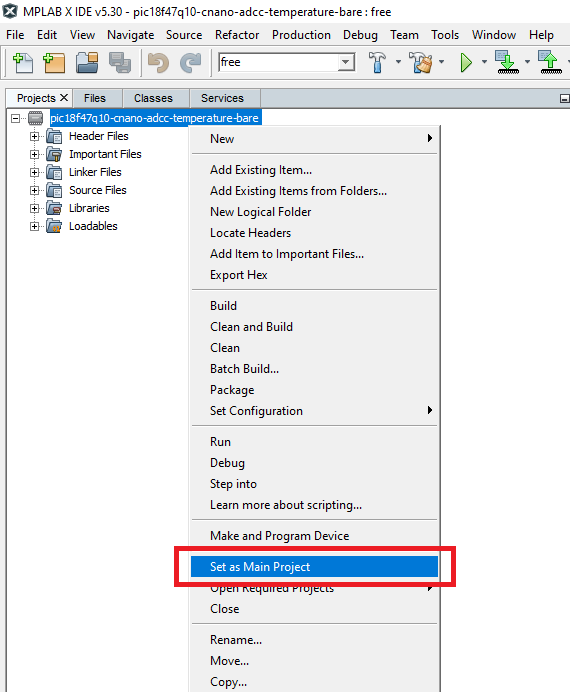 MPLAB X IDE v5.30 - pic18f47q10-cnano-adcc-temperature-bare : free
File Edit View Navigate Source Refactor Production Debug Team Tools Window Help
free
Projects Files Classes Services
pic18f47q10-cnano-adcc-temperature-bare
Header Files
Important Files
Linker Files
Source Files
Libraries
Loadables
New
Add Existing Item...
Add Existing Items from Folders...
New Logical Folder
Locate Headers
Add Item to Important Files...
Export Hex
Build
Clean and Build
Clean
Batch Build...
Package
Set Configuration
Run
Debug
Step into
Learn more about scripting...
Make and Program Device
Set as Main Project
Open Required Projects
Close
Rename...
Move...
Copy...